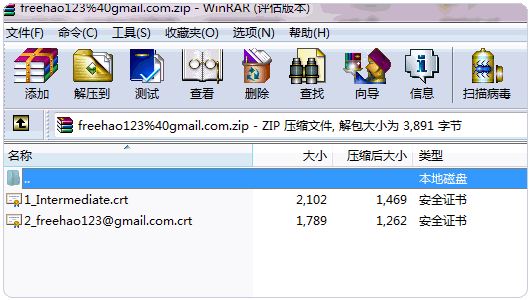 freehao123%40gmail.com.zip - WinRAR (评估版本)
文件(F) 命令(C) 工具(S) 收藏夹(O) 选项(N) 帮助(H)
添加 解压到 测试 查看 删除 查找 向导 信息 扫描病毒
freehao123%40gmail.com.zip - ZIP 压缩文件, 解包大小为 3,891 字节
名称 大小 压缩后大小 类型
.. 本地磁盘
1_Intermediate.crt 2,102 1,469 安全证书
2_freehao123@gmail.com.crt 1,789 1,262 安全证书